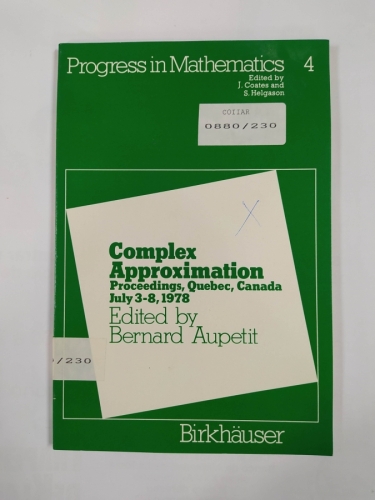 Progress in Mathematics 4
Edited by
J. Coates and
S. Helgason
COIIAR
0880/230
Complex
Approximation
Proceedings, Quebec, Canada
July 3-8, 1978
Edited by
Bernard Aupetit
/230
Birkhäuser